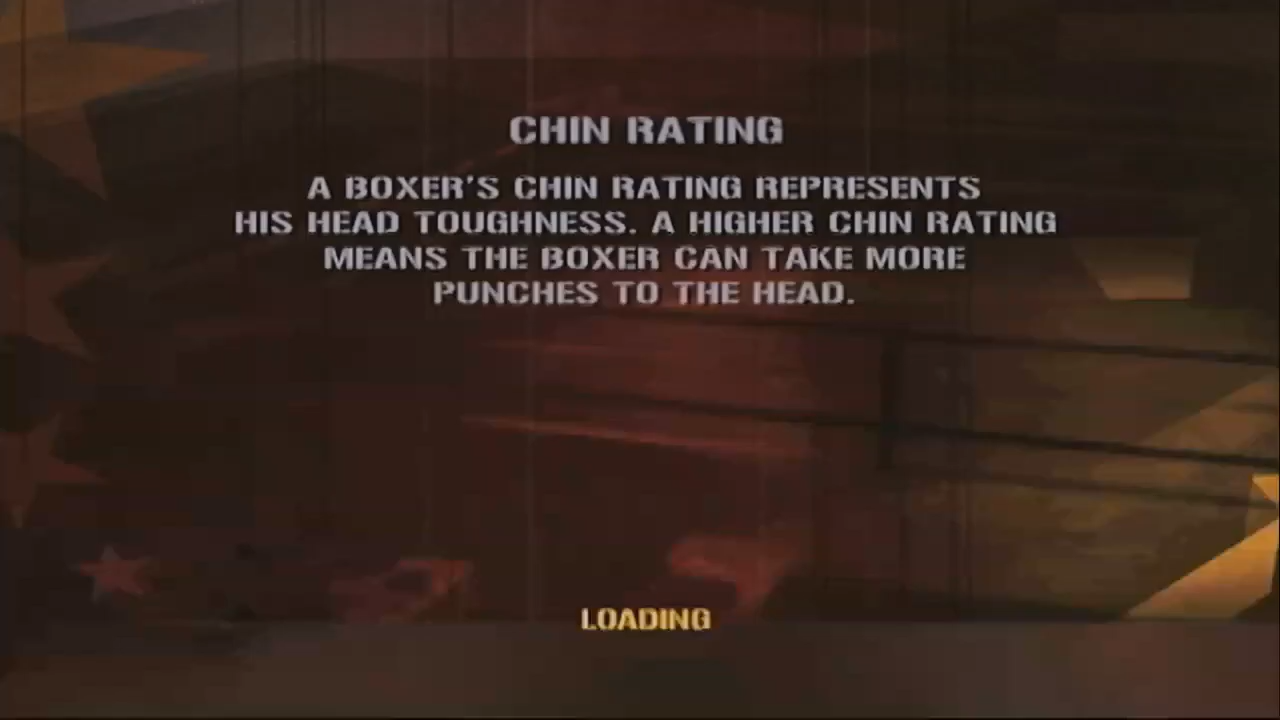 CHIN RATING
A BOXER'S CHIN RATING REPRESENTS
HIS HEAD TOUGHNESS. A HIGHER CHIN RATING
MEANS THE BOXER CAN TAKE MORE
PUNCHES TO THE HEAD.
LOADING